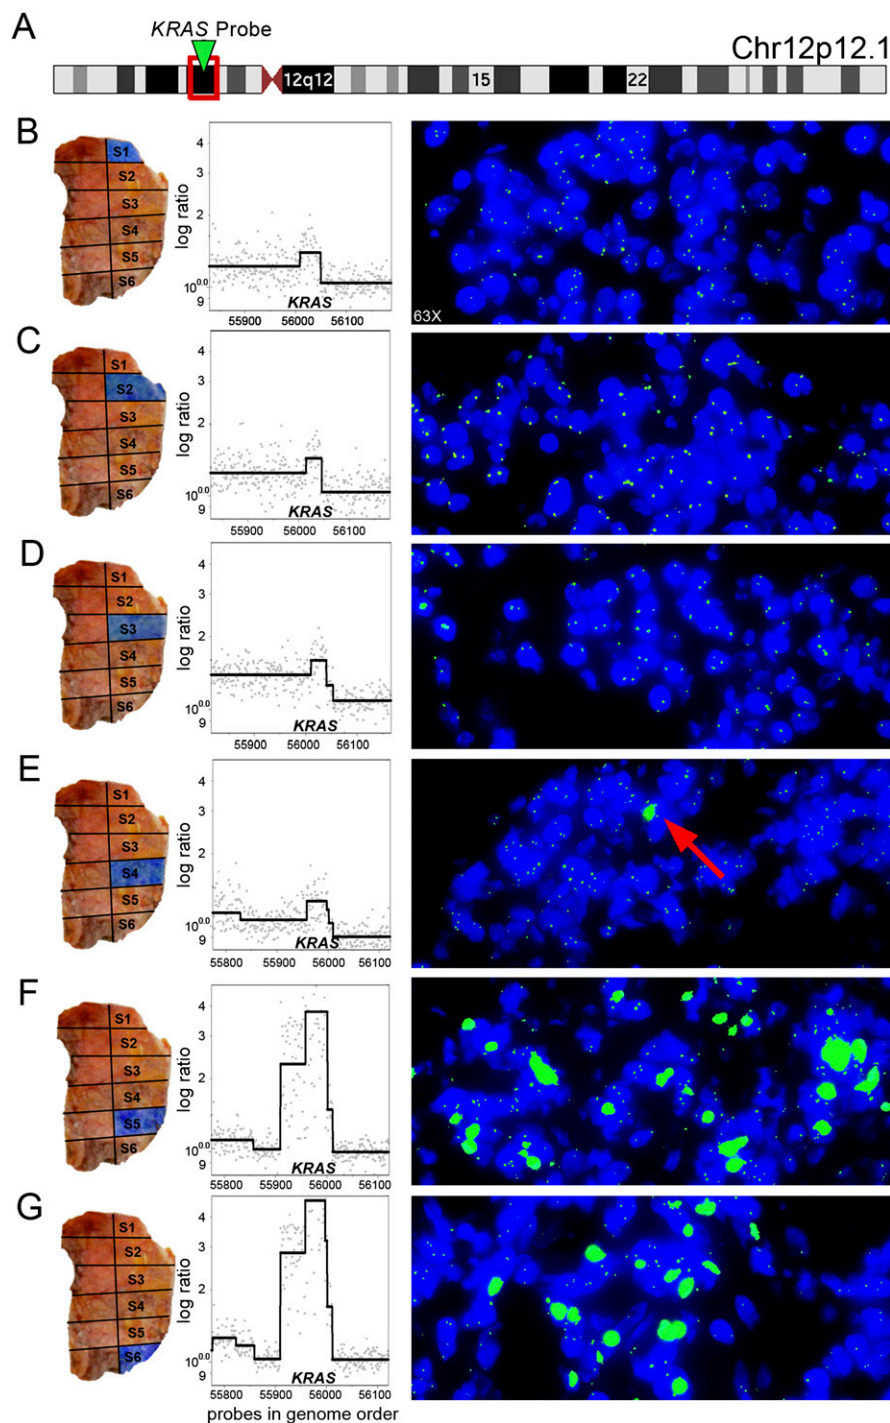 A
KRAS Probe
Chr12p12.1
12q12 15 22
B
S1
S2
S3
S4
S5
S6
log ratio
4
3
2
10^0.0
9
KRAS
55900 56000 56100
63X
C
S1
S2
S3
S4
S5
S6
log ratio
4
3
2
10^0.0
9
KRAS
55900 56000 56100
D
S1
S2
S3
S4
S5
S6
log ratio
4
3
2
10^0.0
9
KRAS
55900 56000 56100
E
S1
S2
S3
S4
S5
S6
log ratio
4
3
2
10^0.0
9
KRAS
55800 55900 56000 56100
F
S1
S2
S3
S4
S5
S6
log ratio
4
3
2
10^0.0
9
KRAS
55800 55900 56000 56100
G
S1
S2
S3
S4
S5
S6
log ratio
4
3
2
10^0.0
9
KRAS
55800 55900 56000 56100
probes in genome order